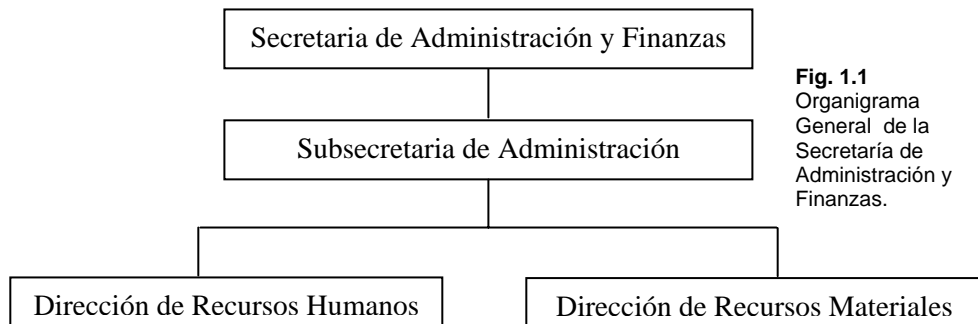 Secretaria de Administración y Finanzas
Fig. 1.1
Organigrama
General de la
Secretaría de
Administración y
Finanzas.
Subsecretaria de Administración
Dirección de Recursos Humanos
Dirección de Recursos Materiales